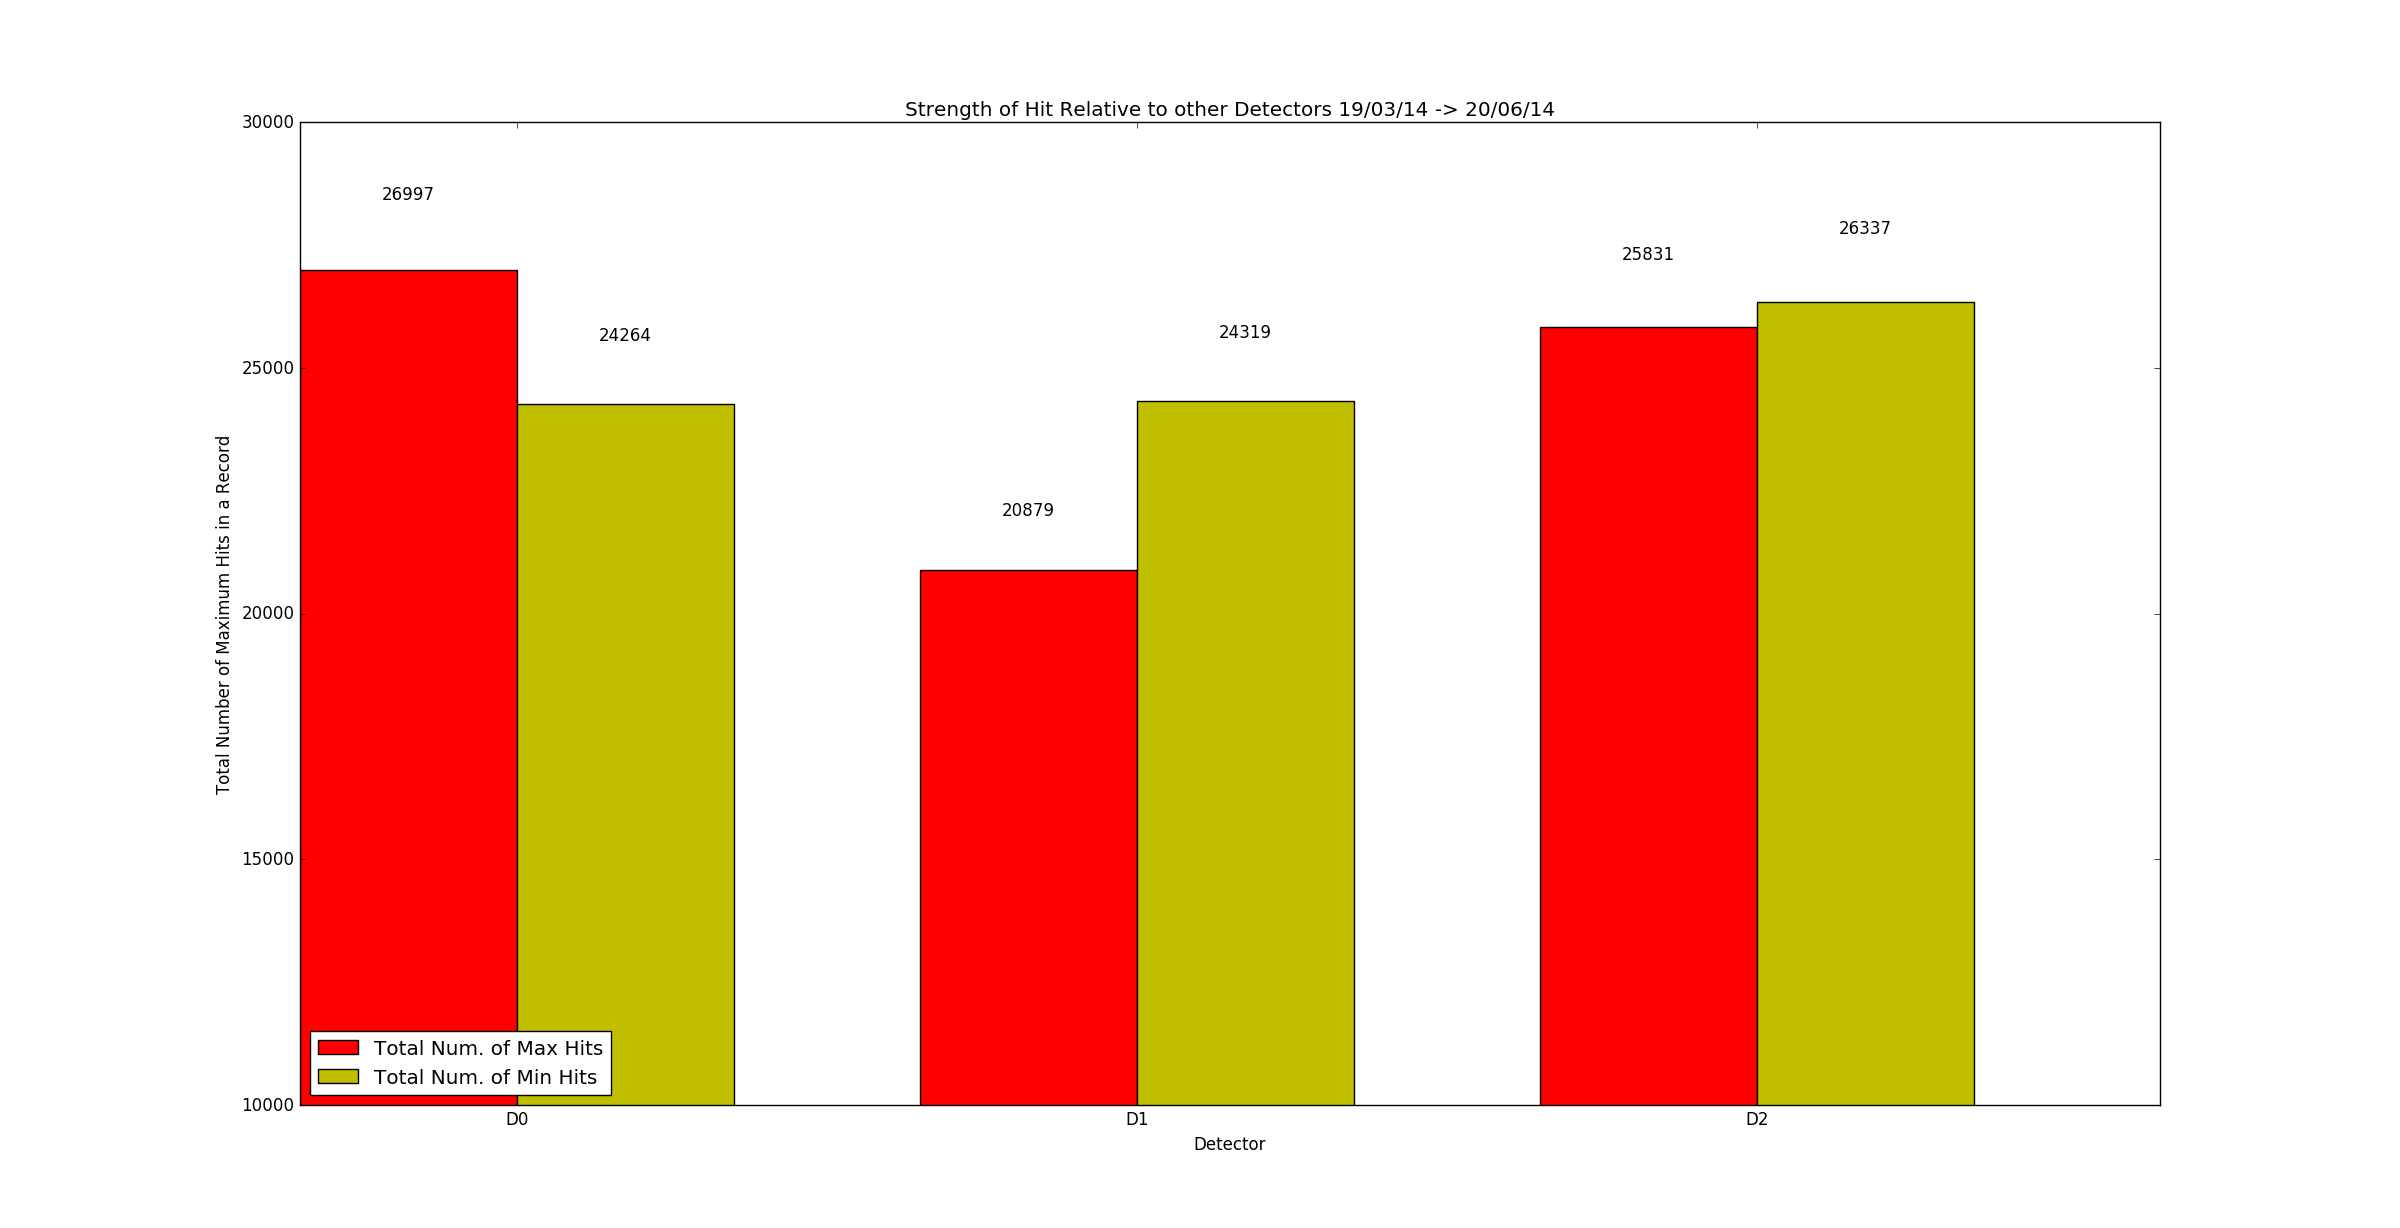 Strength of Hit Relative to other Detectors 19/03/14 -> 20/06/14
30000
25000
20000
15000
10000
Total Number of Maximum Hits in a Record
26997
24264
20879
24319
25831
26337
Total Num. of Max Hits
Total Num. of Min Hits
D0
D1
D2
Detector